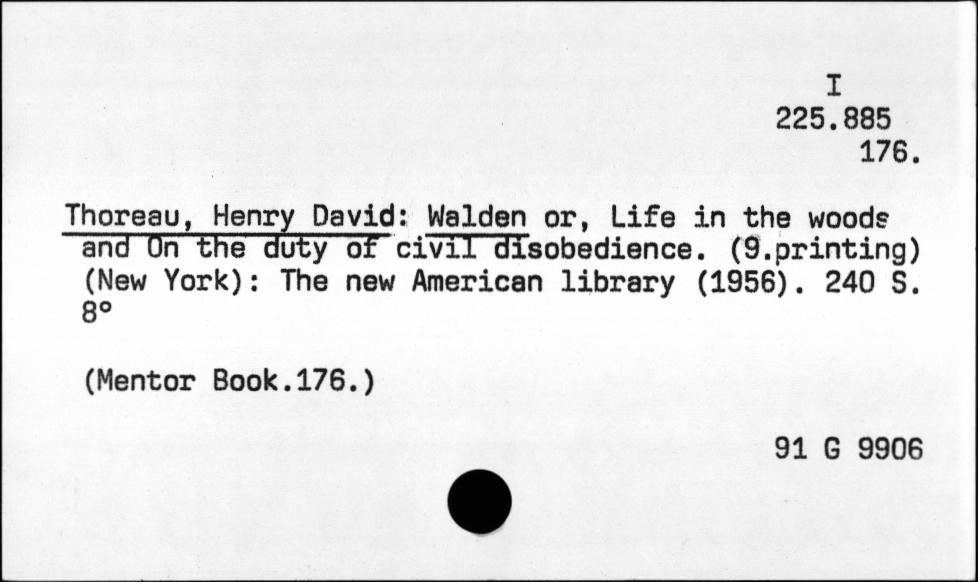 I
225.885
176.
Thoreau, Henry David: Walden or, Life in the woods
and On the duty of civil disobedience. (9.printing)
(New York): The new American library (1956). 240 S.
8°
(Mentor Book.176.)
91 G 9906